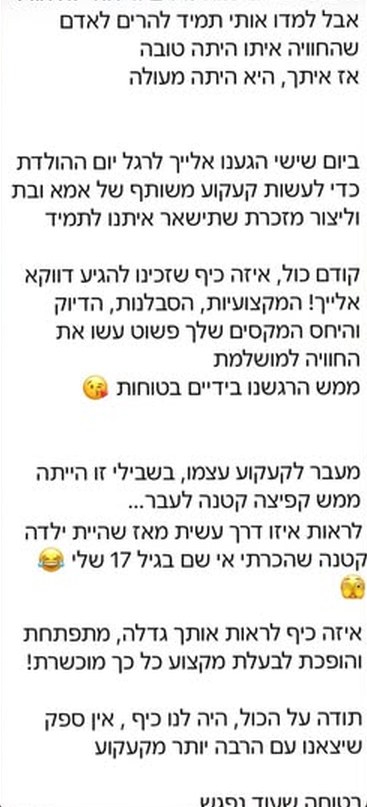 אבל למדו אותי תמיד להרים לאדם
שהחוויה איתו היתה טובה
אז איתך, היא היתה מעולה
ביום שישי הגענו אלייך לרגל יום ההולדת
כדי לעשות קעקוע משותף של אמא ובת
וליצור מזכרת שתישאר איתנו לתמיד
קודם כול, איזה כיף שזכינו להגיע דווקא
אלייך! המקצועיות, הסבלנות, הדיוק
והיחס המקסים שלך פשוט עשו את
החוויה למושלמת
ממש הרגשנו בידיים בטוחות 😘
מעבר לקעקוע עצמו, בשבילי זו הייתה
ממש קפיצה קטנה לעבר...
לראות איזו דרך עשית מאז שהיית ילדה
קטנה שהכרתי אי שם בגיל 17 שלי 😂
🫣
איזה כיף לראות אותך גדלה, מתפתחת
והופכת לבעלת מקצוע כל כך מוכשרת!
תודה על הכול, היה לנו כיף , אין ספק
שיצאנו עם הרבה יותר מקעקוע
בטוחה שעוד נפגש